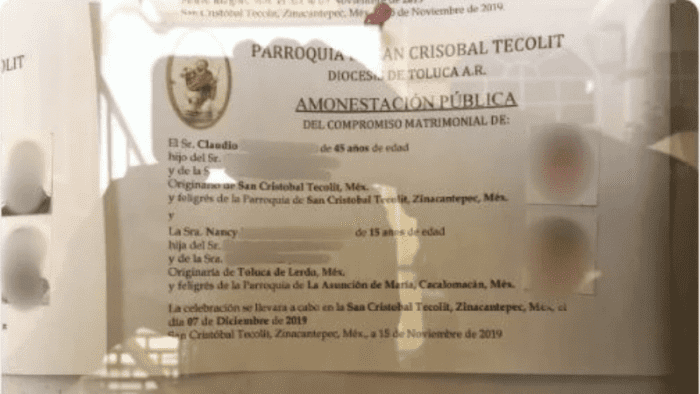 San Cristóbal Tecolit, Zinacantepec, Méx. de Noviembre de 2019.
OLIT
PARROQUIA SAN CRISOBAL TECOLIT
DIOCESIS DE TOLUCA A.R.
AMONESTACIÓN PÚBLICA
DEL COMPROMISO MATRIMONIAL DE:
El Sr. Claudio de 45 años de edad
hijo del Sr.
y de la S
Originario de San Cristobal Tecolit, Méx.
y feligrés de la Parroquia de San Cristobal Tecolit, Zinacantepec, Méx.
y
La Sra. Nancy de 15 años de edad
hija del Sr.
y de la Sra.
Originaria de Toluca de Lerdo, Méx.
y feligrés de la Parroquia de La Asunción de María, Cacalomacán, Méx.
La celebración se llevara a cabo en la San Cristobal Tecolit, Zinacantepec, Méx, el
día 07 de Diciembre de 2019
San Cristóbal Tecolit, Zinacantepec, Méx., a 15 de Noviembre de 2019